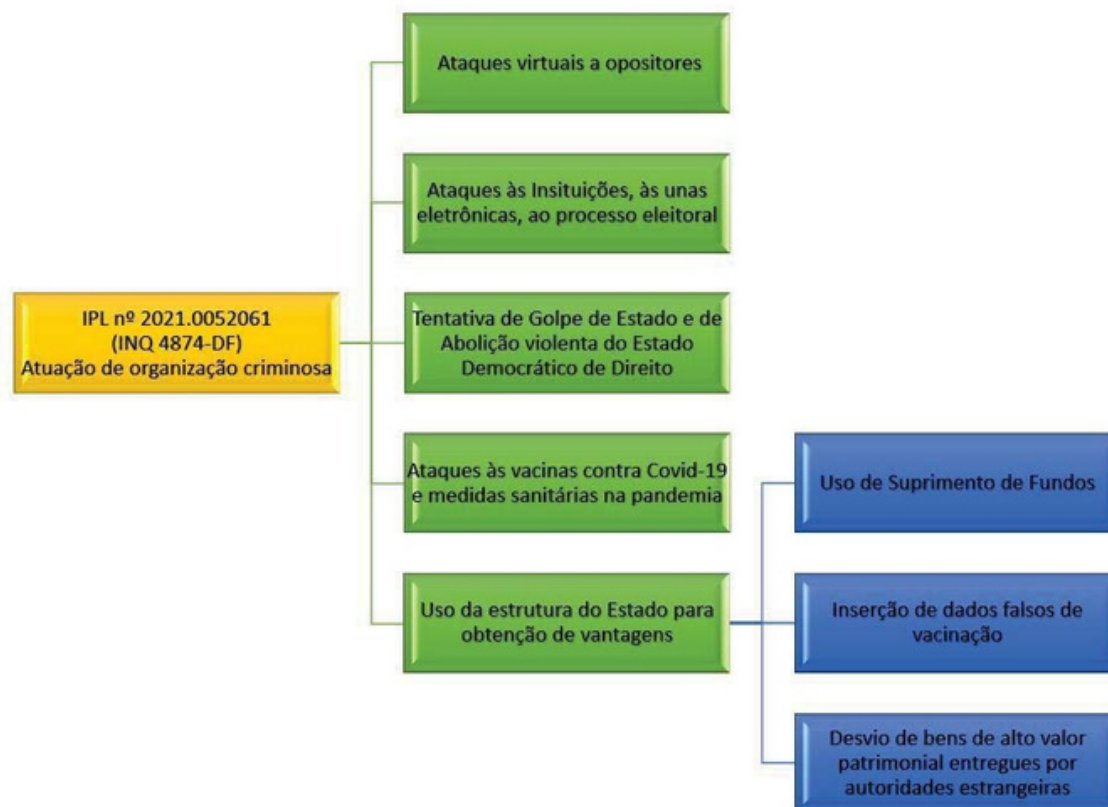 Ataques virtuais a opositores
Ataques às Insituições, às unas
eletrônicas, ao processo eleitoral
IPL nº 2021.0052061
(INQ 4874-DF)
Atuação de organização criminosa
Tentativa de Golpe de Estado e de
Abolição violenta do Estado
Democrático de Direito
Ataques às vacinas contra Covid-19
e medidas sanitárias na pandemia
Uso da estrutura do Estado para
obtenção de vantagens
Uso de Suprimento de Fundos
Inserção de dados falsos de
vacinação
Desvio de bens de alto valor
patrimonial entregues por
autoridades estrangeiras